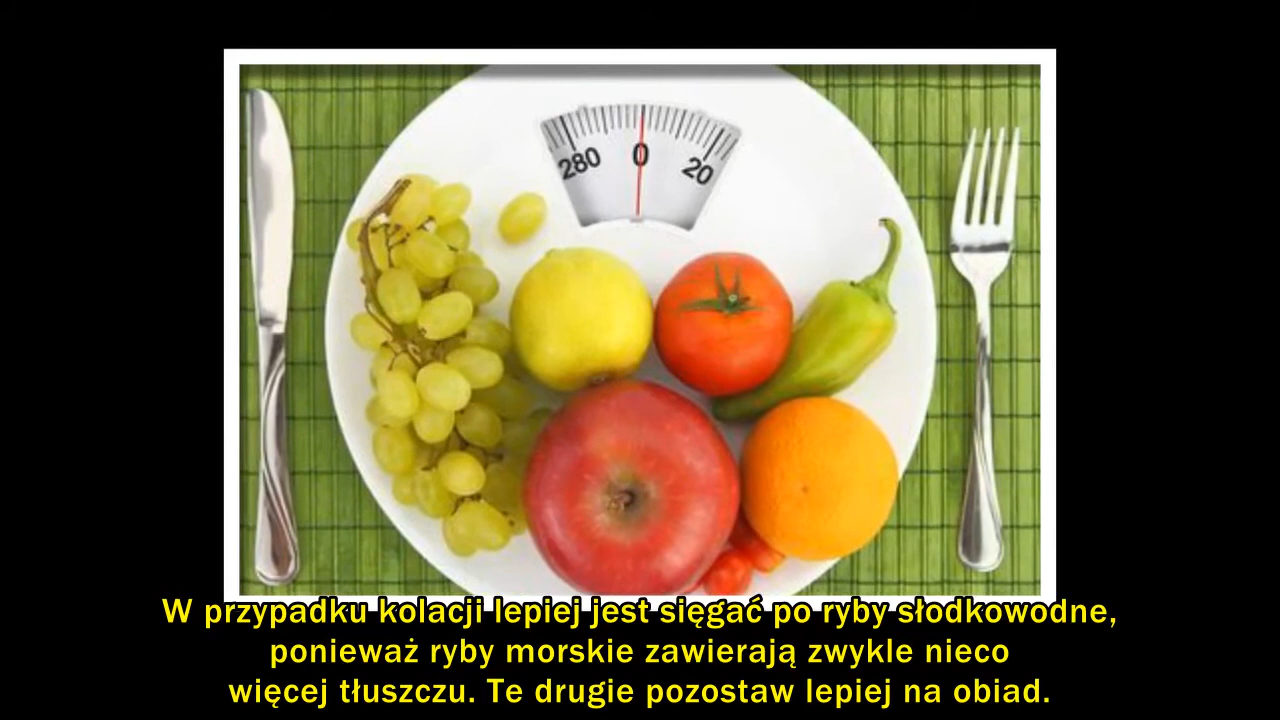 280 0 20
W przypadku kolacji lepiej jest sięgać po ryby słodkowodne,
ponieważ ryby morskie zawierają zwykle nieco
więcej tłuszczu. Te drugie pozostaw lepiej na obiad.